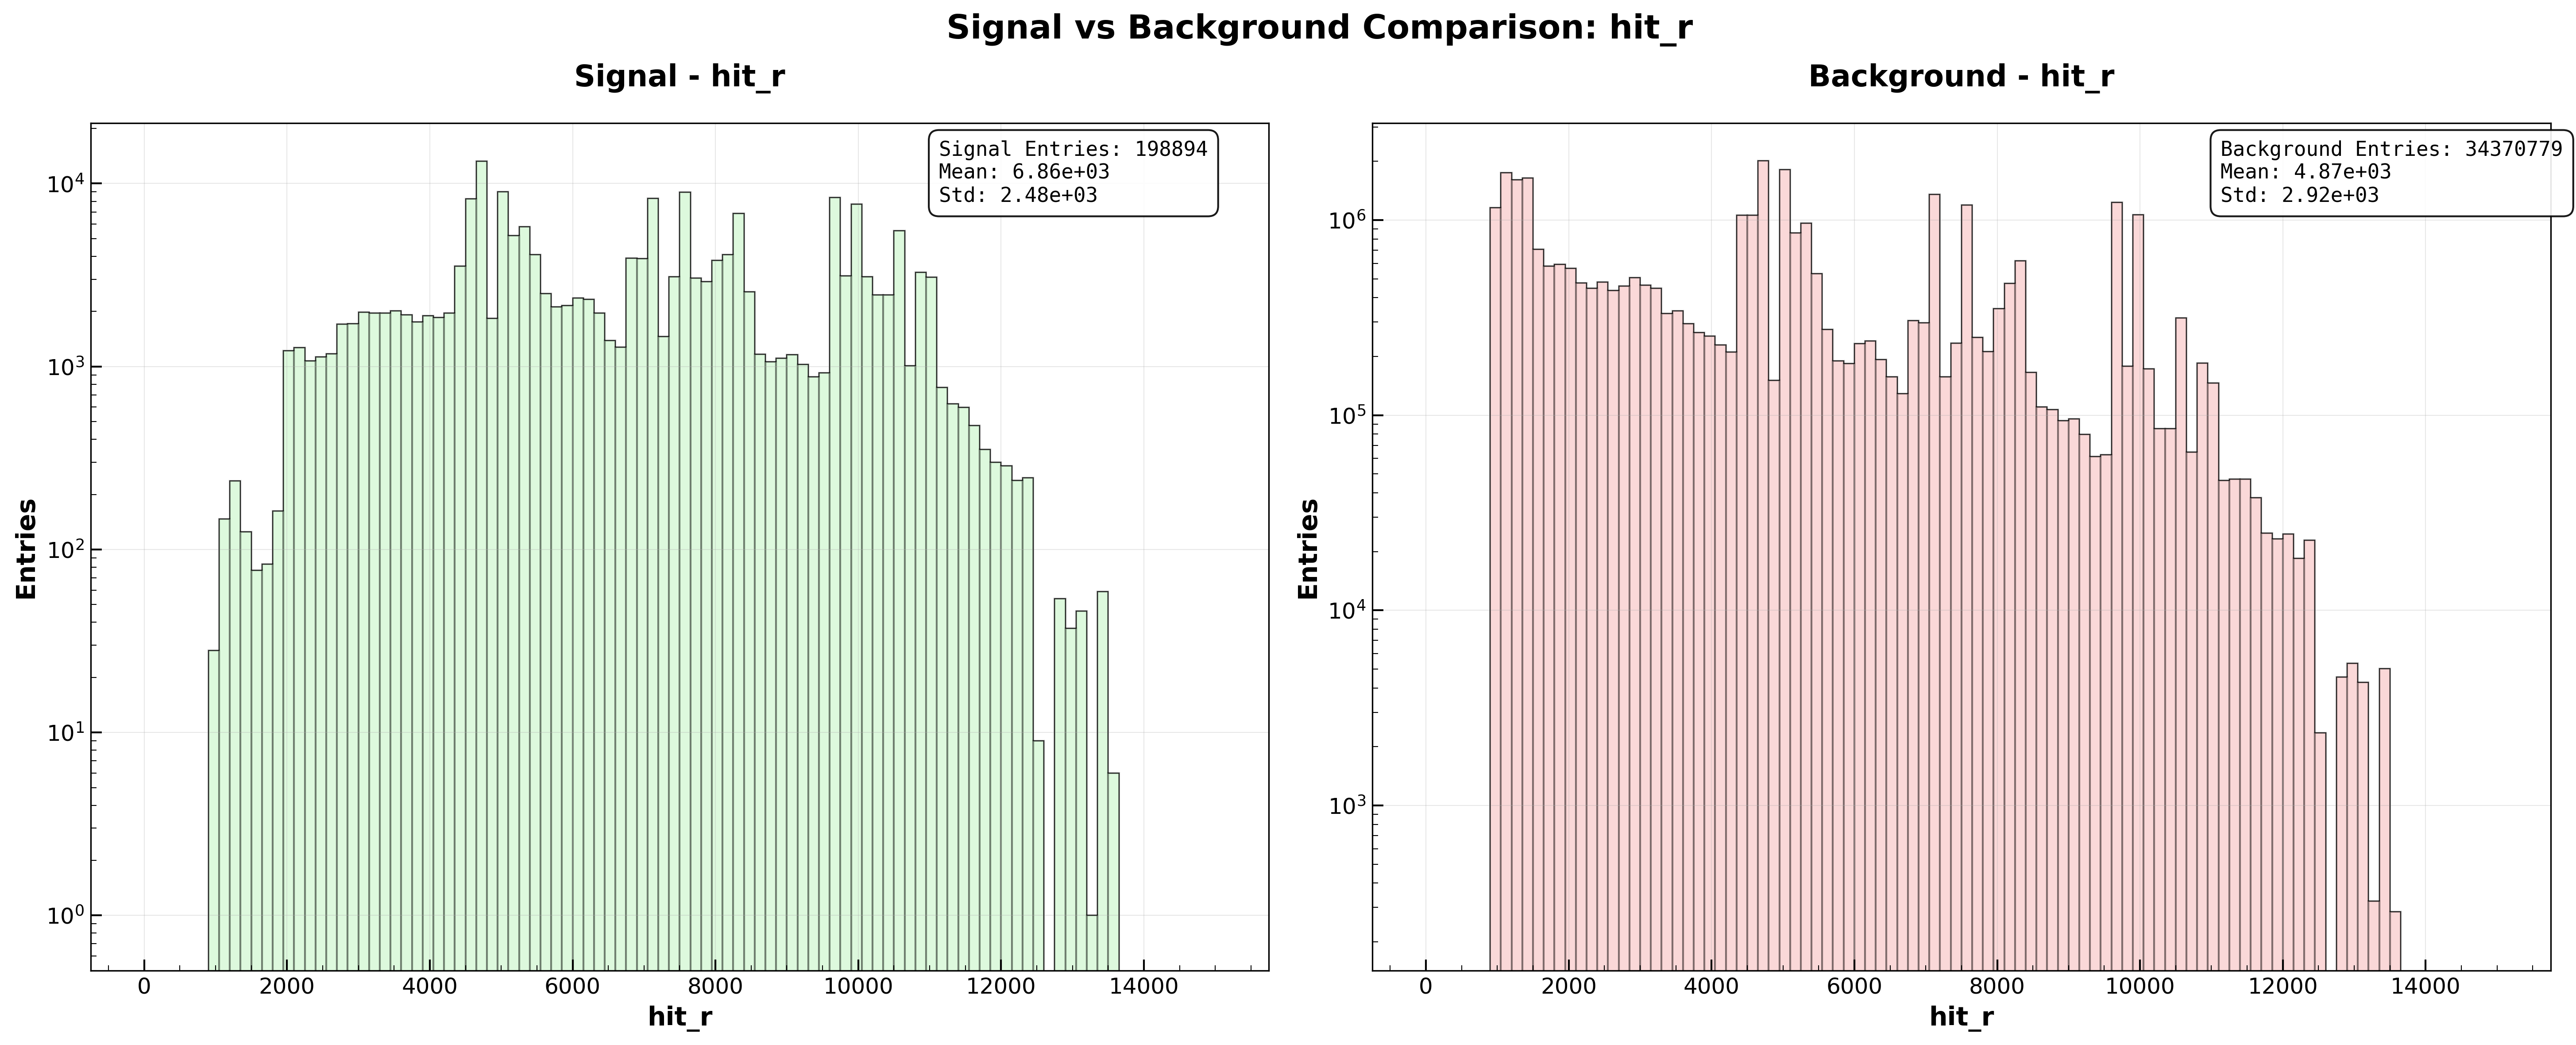 Signal vs Background Comparison: hit_r
Signal - hit_r
Signal Entries: 198894
Mean: 6.86e+03
Std: 2.48e+03
10^4
10^3
10^2
10^1
10^0
Entries
0 2000 4000 6000 8000 10000 12000 14000
hit_r
Background - hit_r
Background Entries: 34370779
Mean: 4.87e+03
Std: 2.92e+03
10^6
10^5
10^4
10^3
Entries
0 2000 4000 6000 8000 10000 12000 14000
hit_r